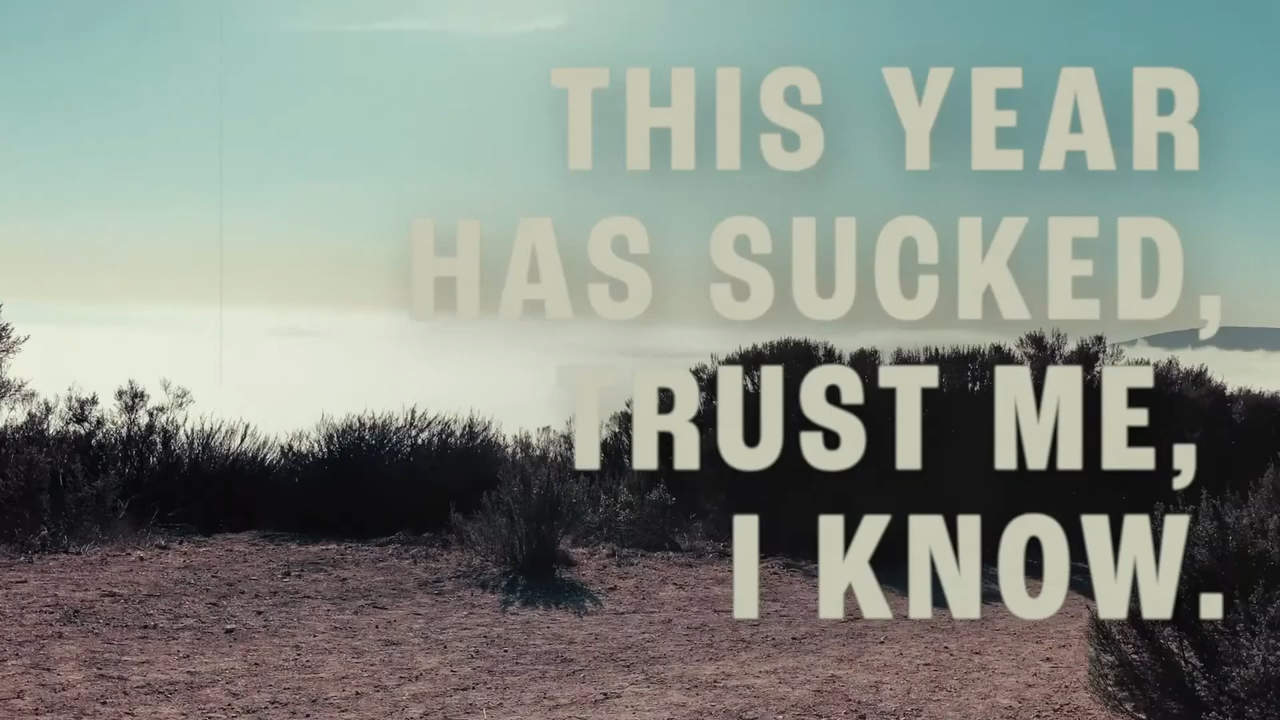 THIS YEAR
HAS SUCKED,
TRUST ME,
I KNOW.